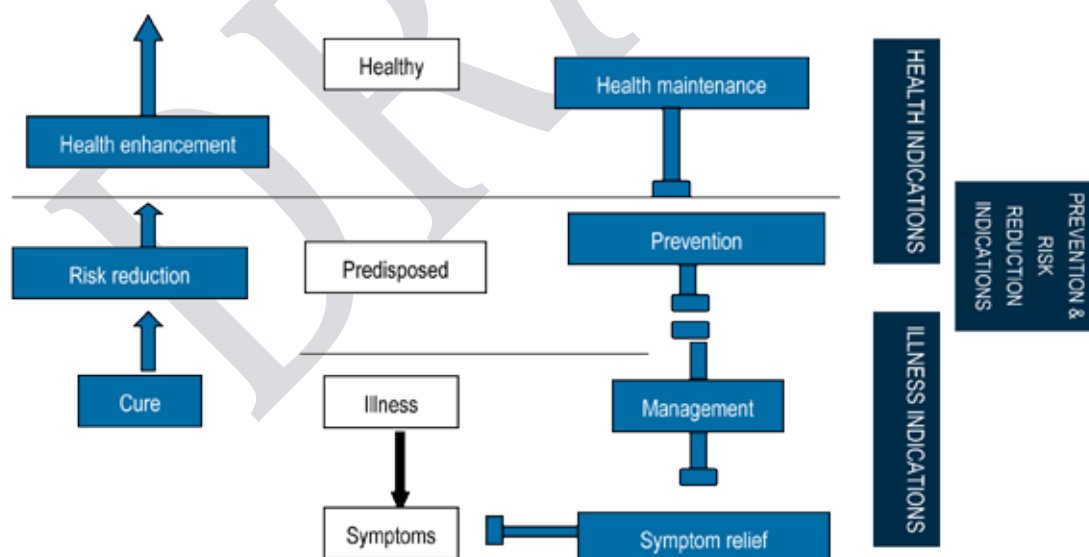 Healthy
Health maintenance
Health enhancement
HEALTH INDICATIONS
PREVENTION &
RISK
REDUCTION
INDICATIONS
Prevention
Risk reduction
Predisposed
ILLNESS INDICATIONS
Cure
Illness
Management
Symptoms
Symptom relief